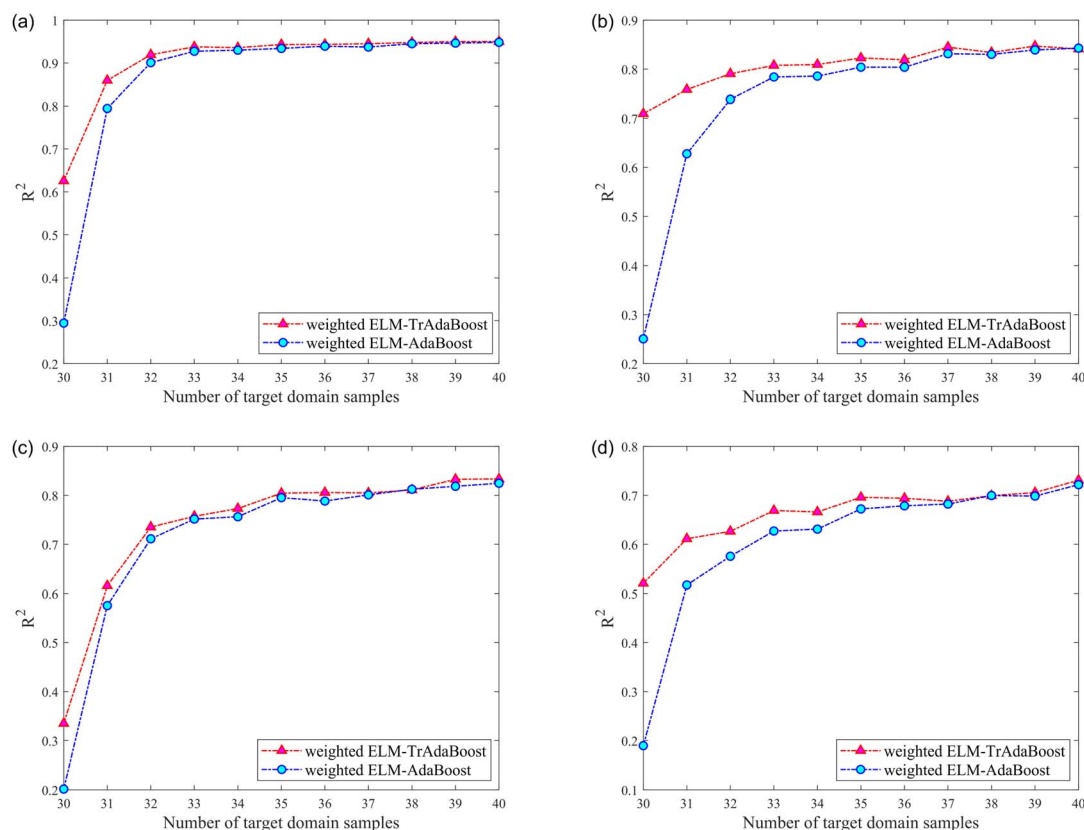 (a)
1
0.9
0.8
0.7
0.6
0.5
0.4
0.3
0.2
R²
weighted ELM-TrAdaBoost
weighted ELM-AdaBoost
30 31 32 33 34 35 36 37 38 39 40
Number of target domain samples
(b)
0.9
0.8
0.7
0.6
0.5
0.4
0.3
0.2
R²
weighted ELM-TrAdaBoost
weighted ELM-AdaBoost
30 31 32 33 34 35 36 37 38 39 40
Number of target domain samples
(c)
0.9
0.8
0.7
0.6
0.5
0.4
0.3
0.2
R²
weighted ELM-TrAdaBoost
weighted ELM-AdaBoost
30 31 32 33 34 35 36 37 38 39 40
Number of target domain samples
(d)
0.8
0.7
0.6
0.5
0.4
0.3
0.2
0.1
R²
weighted ELM-TrAdaBoost
weighted ELM-AdaBoost
30 31 32 33 34 35 36 37 38 39 40
Number of target domain samples